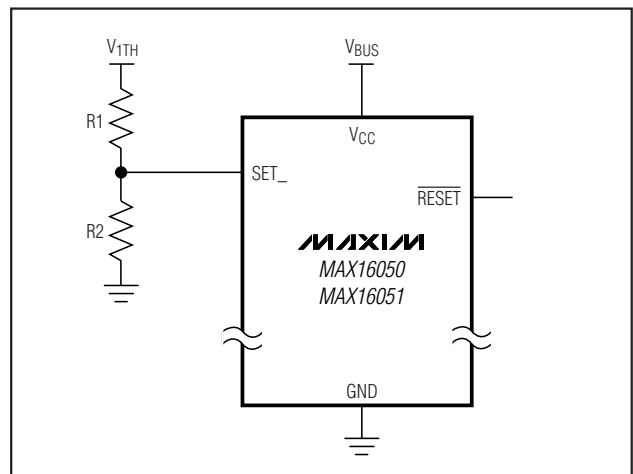 V1TH
VBUS
R1
VCC
SET_
RESET
R2
MAXIM
MAX16050
MAX16051
GND